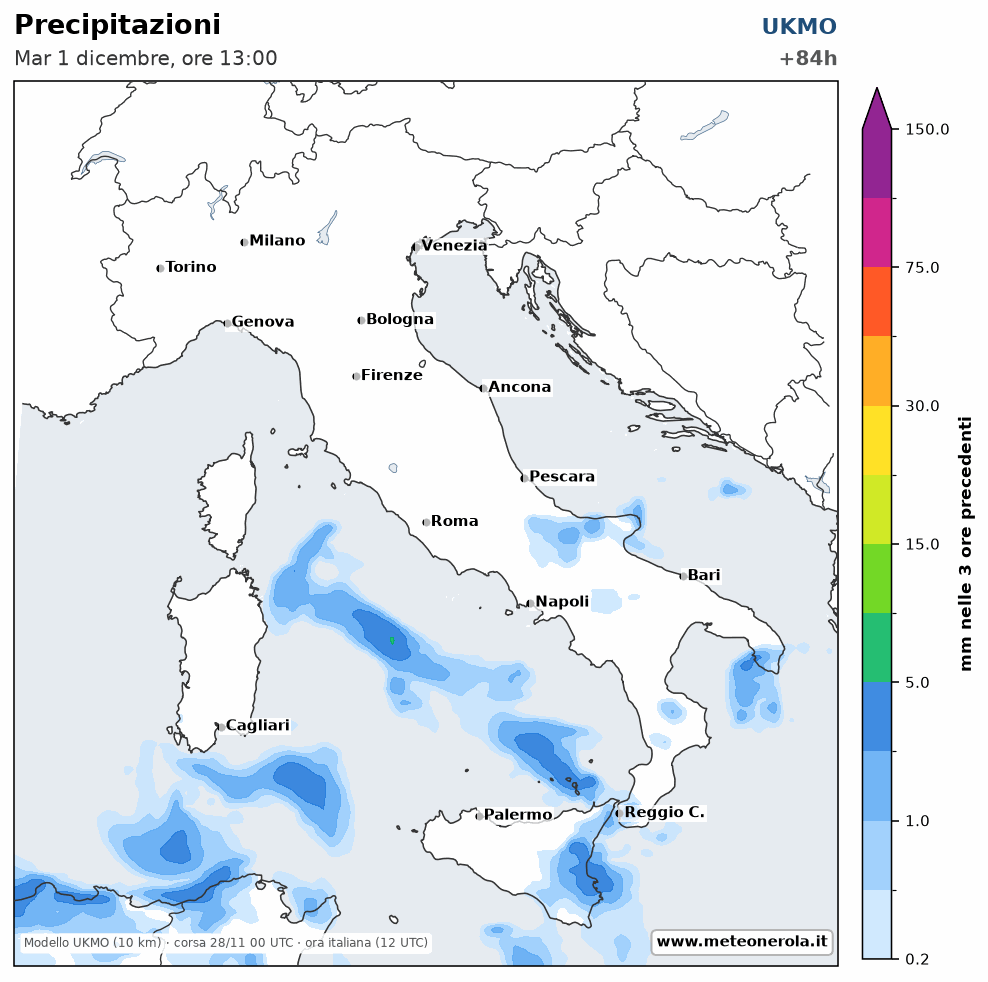 Precipitazioni
UKMO
Mar 1 dicembre, ore 13:00
+84h
150.0
Milano
Venezia
Torino
75.0
Genova
Bologna
Firenze
Ancona
30.0
Pescara
Roma
15.0
Bari
Napoli
mm nelle 3 ore precedenti
5.0
Cagliari
Palermo
Reggio C.
1.0
Modello UKMO (10 km) · corsa 28/11 00 UTC · ora italiana (12 UTC)
www.meteonerola.it
0.2